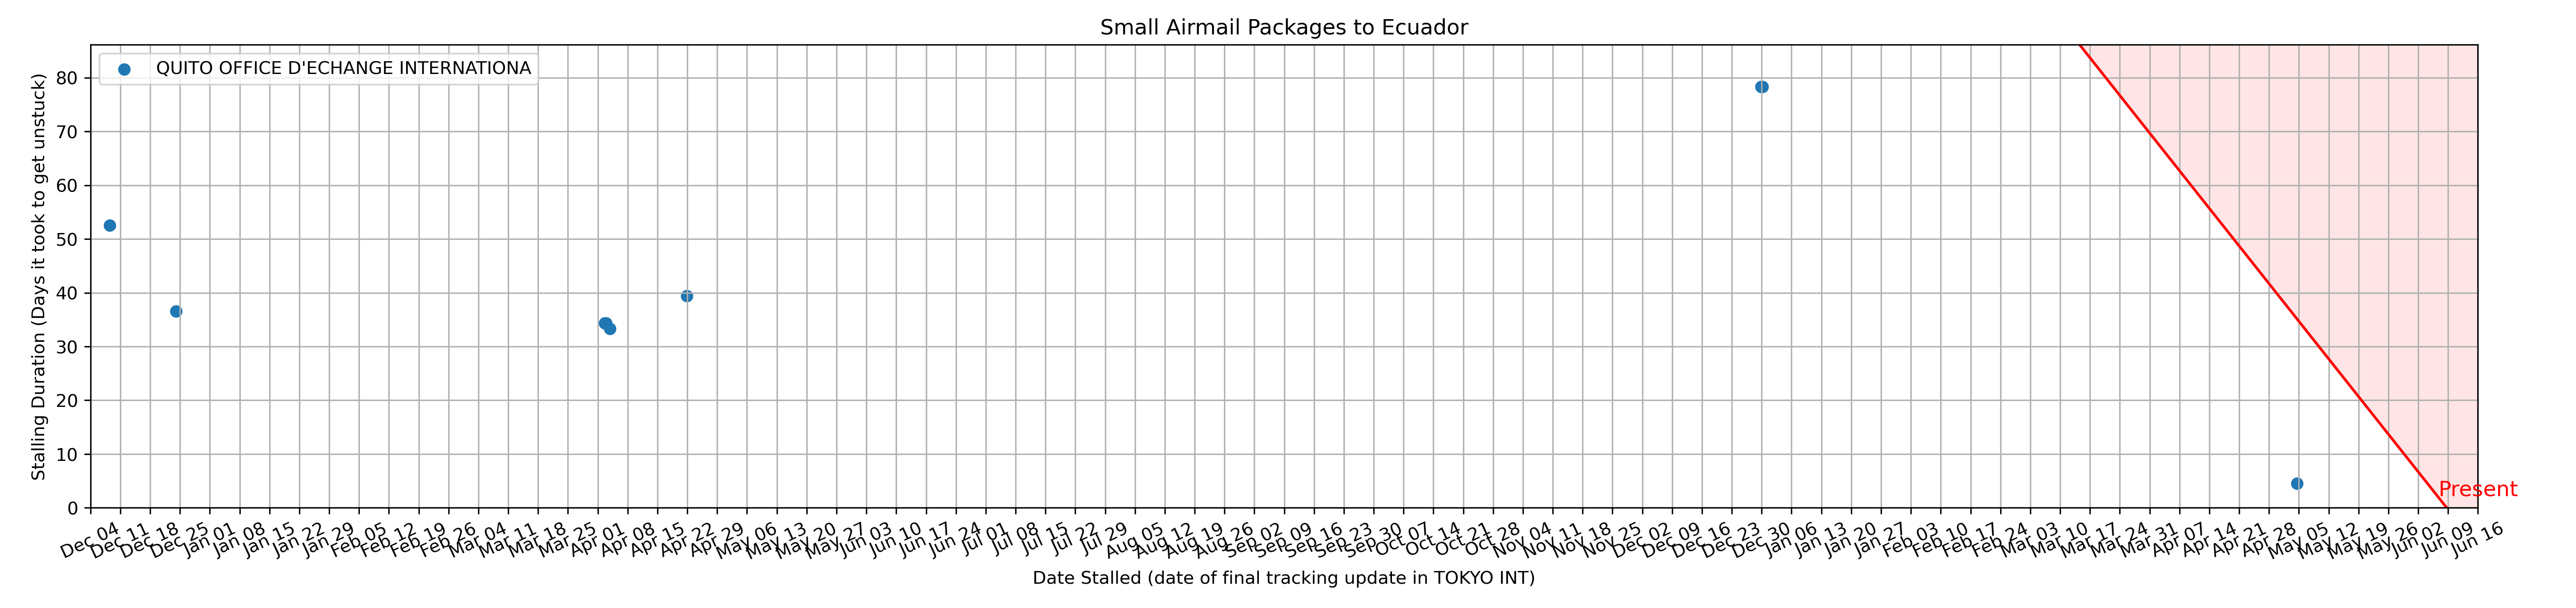 Small Airmail Packages to Ecuador
QUITO OFFICE D'ECHANGE INTERNATIONA
Stalling Duration (Days it took to get unstuck)
80
70
60
50
40
30
20
10
0
Present
Dec 04 Dec 11 Dec 18 Dec 25 Jan 01 Jan 08 Jan 15 Jan 22 Jan 29 Feb 05 Feb 12 Feb 19 Feb 26 Mar 04 Mar 11 Mar 18 Mar 25 Apr 01 Apr 08 Apr 15 Apr 22 Apr 29 May 06 May 13 May 20 May 27 Jun 03 Jun 10 Jun 17 Jun 24 Jul 01 Jul 08 Jul 15 Jul 22 Jul 29 Aug 05 Aug 12 Aug 19 Aug 26 Sep 02 Sep 09 Sep 16 Sep 23 Sep 30 Oct 07 Oct 14 Oct 21 Oct 28 Nov 04 Nov 11 Nov 18 Nov 25 Dec 02 Dec 09 Dec 16 Dec 23 Dec 30 Jan 06 Jan 13 Jan 20 Jan 27 Feb 03 Feb 10 Feb 17 Feb 24 Mar 03 Mar 10 Mar 17 Mar 24 Mar 31 Apr 07 Apr 14 Apr 21 Apr 28 May 05 May 12 May 19 May 26 Jun 02 Jun 09 Jun 16
Date Stalled (date of final tracking update in TOKYO INT)